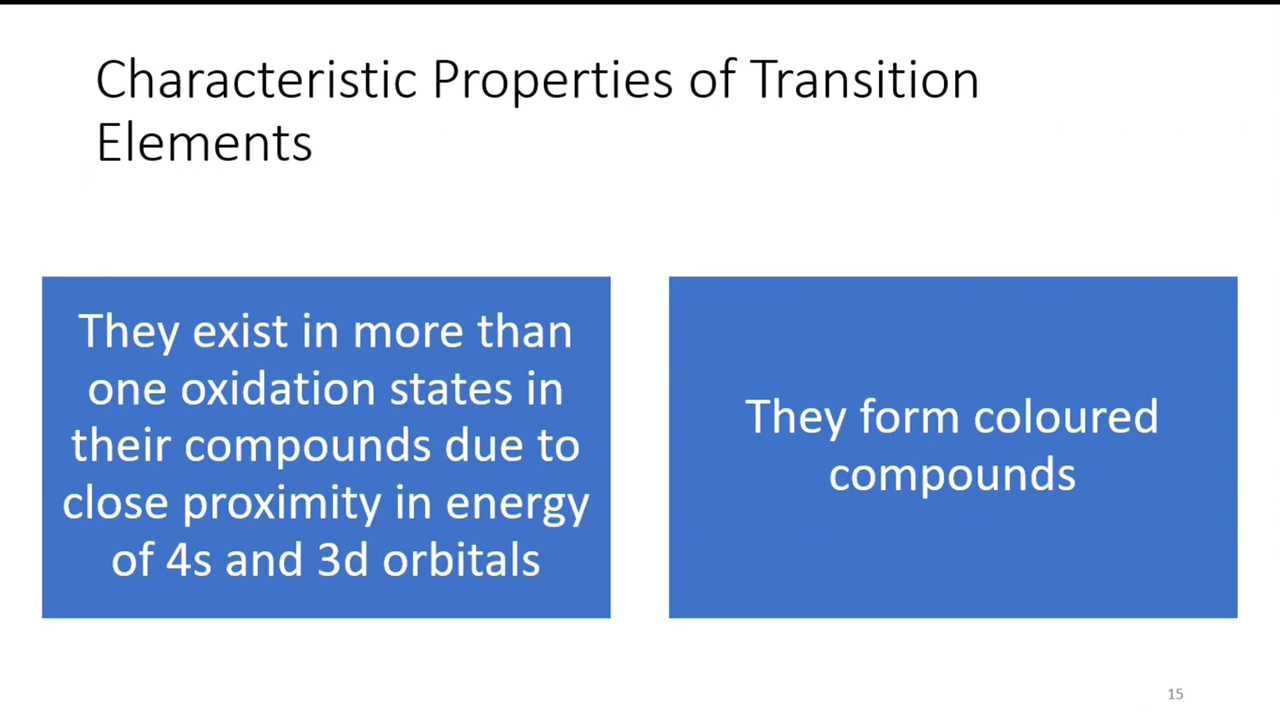 Characteristic Properties of Transition
Elements
They exist in more than
one oxidation states in
their compounds due to
close proximity in energy
of 4s and 3d orbitals
They form coloured
compounds
15